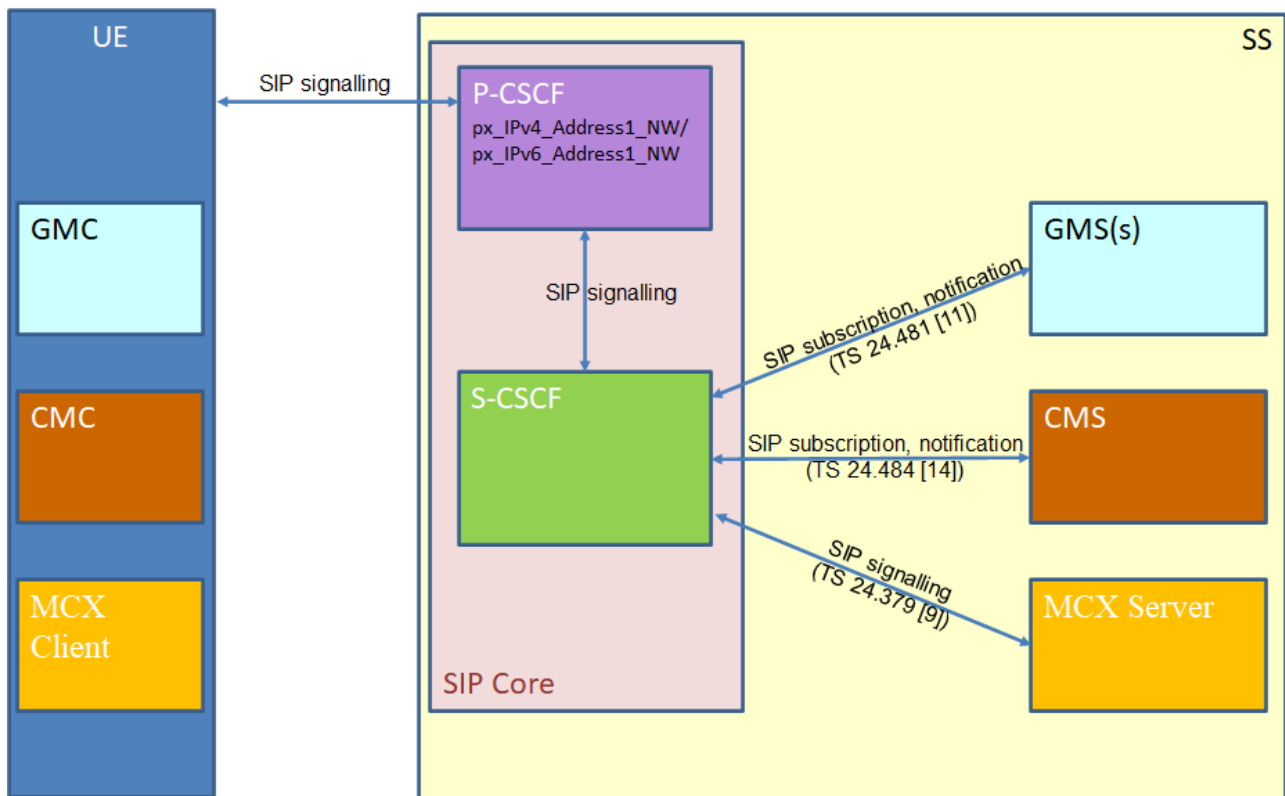 UE
GMC
CMC
MCX
Client
SIP signalling
SS
P-CSCF
px_IPv4_Address1_NW/
px_IPv6_Address1_NW
SIP signalling
S-CSCF
SIP Core
SIP subscription, notification
(TS 24.481 [11])
SIP subscription, notification
(TS 24.484 [14])
SIP signalling
(TS 24.379 [9])
GMS(s)
CMS
MCX Server